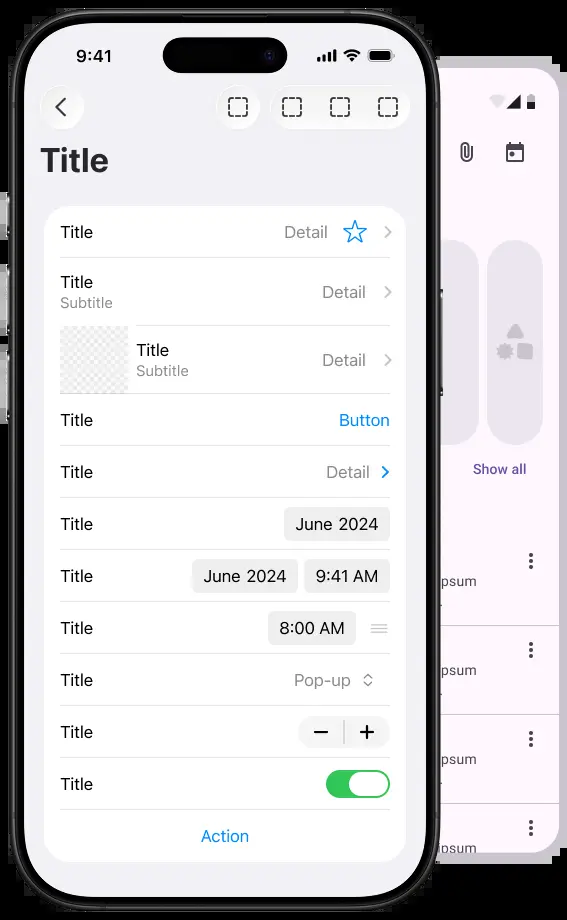 9:41
Title
Title Detail
Title
Subtitle
Detail
Title
Subtitle
Detail
Title Button
Title Detail
Title June 2024
Title June 2024 9:41 AM
Title 8:00 AM
Title Pop-up
Title
Title
Action
Show all
psum
psum
psum
psum